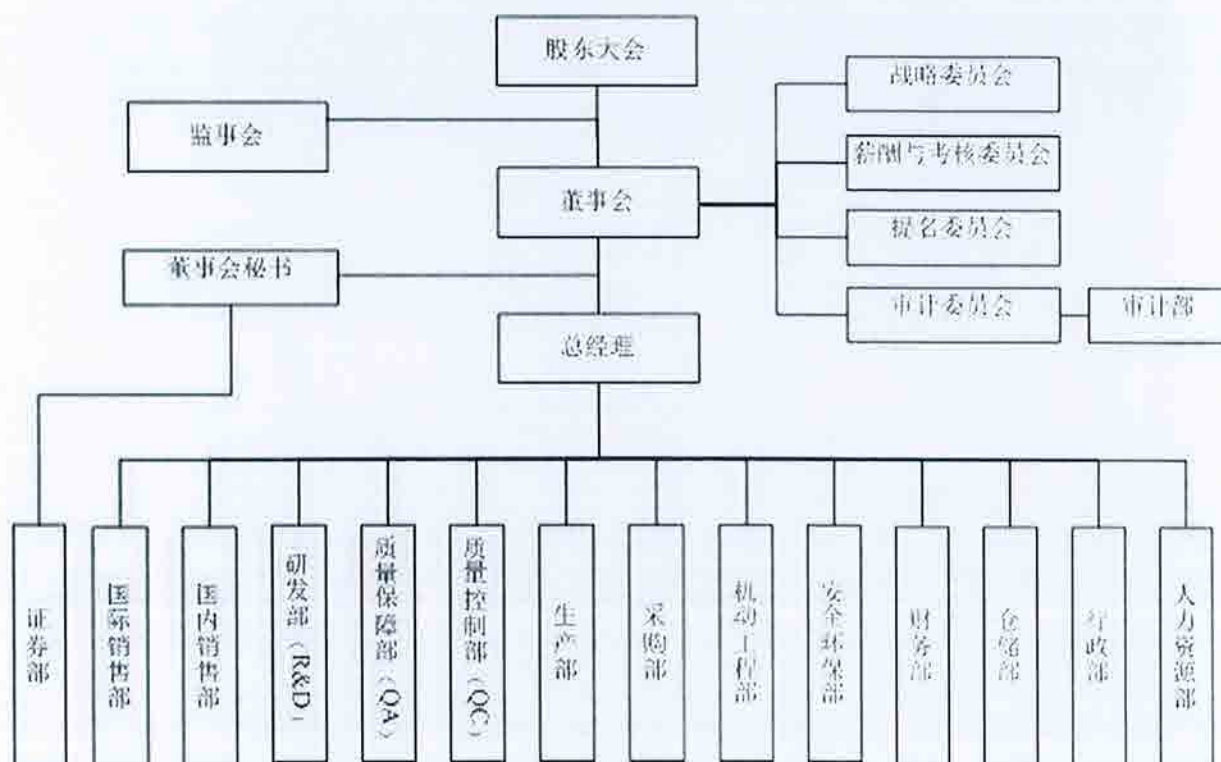 股东大会
战略委员会
监事会
薪酬与考核委员会
董事会
提名委员会
董事会秘书
审计委员会
审计部
总经理
证券部
国际销售部
国内销售部
研发部（R&D）
质量保障部（QA）
质量控制部（QC）
生产部
采购部
机动工程部
安全环保部
财务部
仓储部
行政部
人力资源部